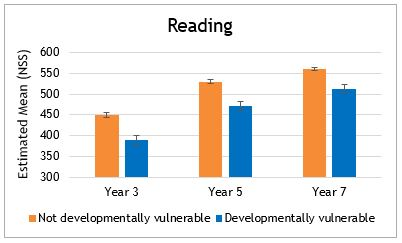 Reading
Estimated Mean (NSS)
600
550
500
450
400
350
300
Year 3 Year 5 Year 7
Not developmentally vulnerable Developmentally vulnerable